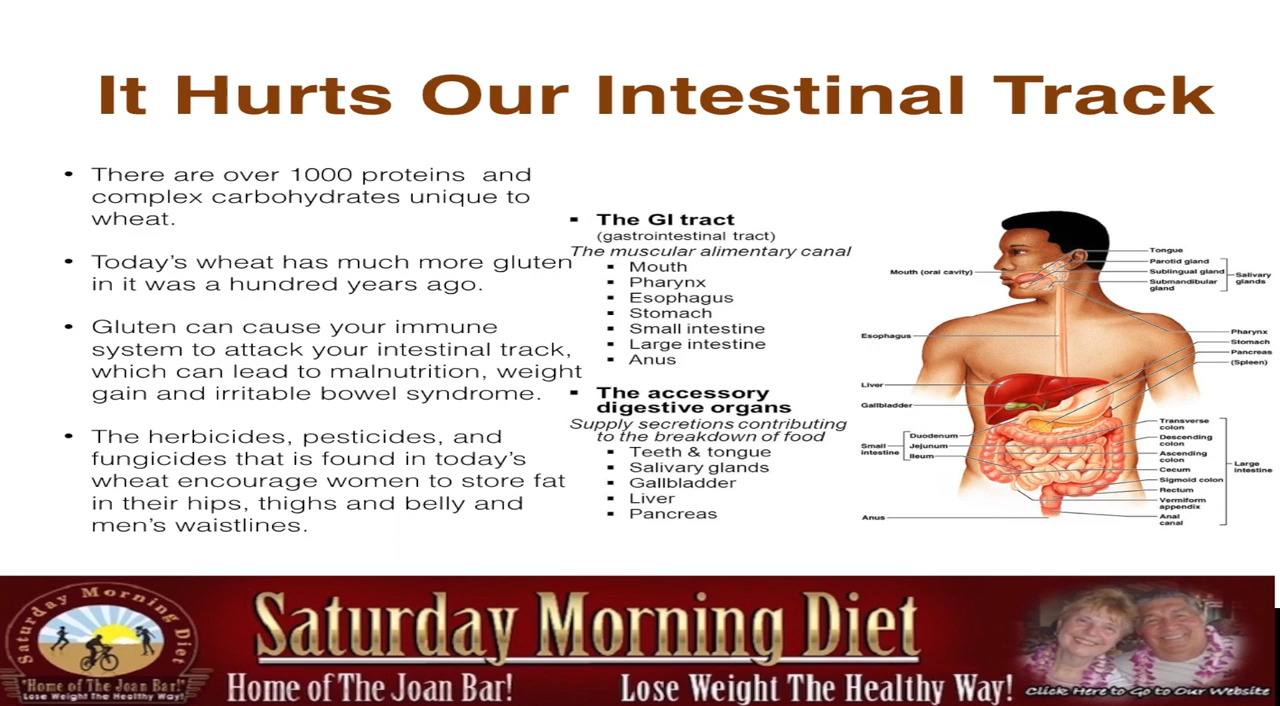 It Hurts Our Intestinal Track
• There are over 1000 proteins and
complex carbohydrates unique to
wheat.
• Today's wheat has much more gluten
in it was a hundred years ago.
• Gluten can cause your immune
system to attack your intestinal track,
which can lead to malnutrition, weight
gain and irritable bowel syndrome.
• The herbicides, pesticides, and
fungicides that is found in today's
wheat encourage women to store fat
in their hips, thighs and belly and
men's waistlines.
▪ The GI tract
(gastrointestinal tract)
The muscular alimentary canal
▪ Mouth
▪ Pharynx
▪ Esophagus
▪ Stomach
▪ Small intestine
▪ Large intestine
▪ Anus
▪ The accessory
digestive organs
Supply secretions contributing
to the breakdown of food
▪ Teeth & tongue
▪ Salivary glands
▪ Gallbladder
▪ Liver
▪ Pancreas
Mouth (oral cavity)
Esophagus
Liver
Gallbladder
Small
intestine
Duodenum
Jejunum
Ileum
Anus
Tongue
Parotid gland
Sublingual gland
Submandibular
gland
Salivary
glands
Pharynx
Stomach
Pancreas
(Spleen)
Transverse
colon
Descending
colon
Ascending
colon
Cecum
Sigmoid colon
Rectum
Vermiform
appendix
Anal
canal
Large
intestine
Saturday Morning Diet
"Home of The Joan Bar!"
Lose Weight The Healthy Way!
Saturday Morning Diet
Home of The Joan Bar!
Lose Weight The Healthy Way!
Click Here to Go to Our Website